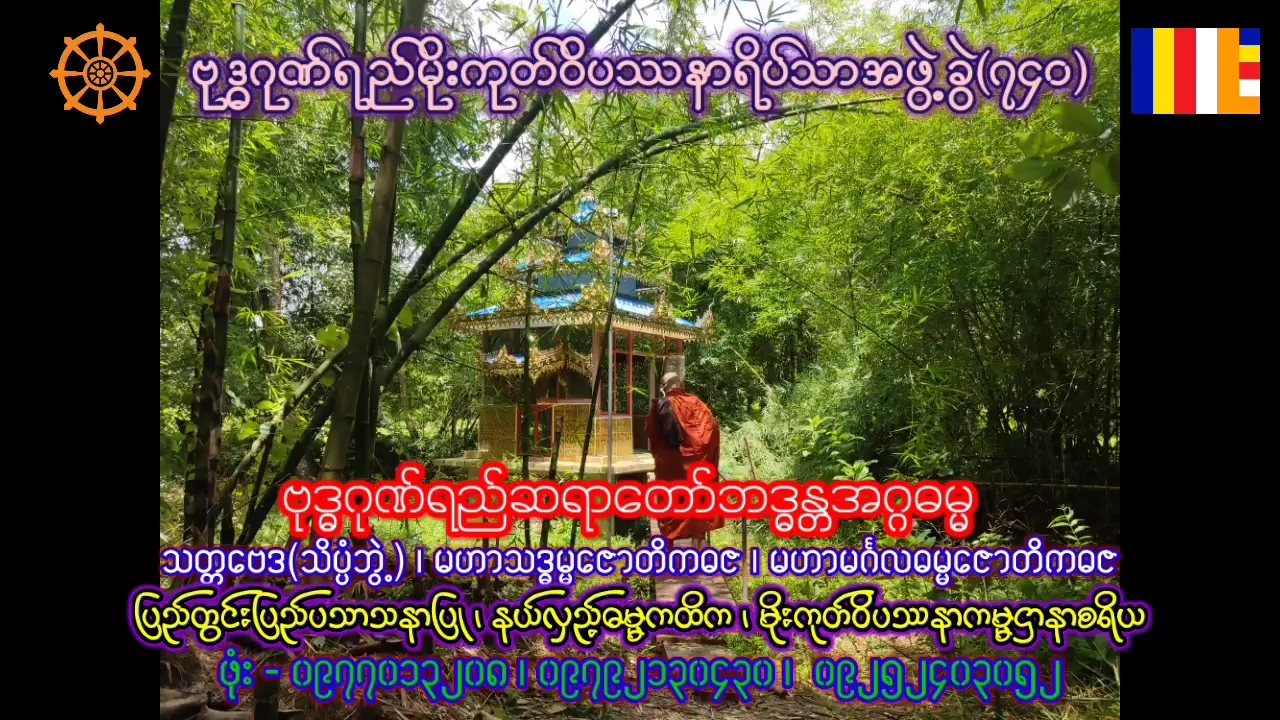 ဗုဒ္ဓဂုဏ်ရည်မိုးကုတ်ဝိပဿနာရိပ်သာအဖွဲ့ခွဲ(၇၄၀)
ဗုဒ္ဓဂုဏ်ရည်ဆရာတော်ဘဒ္ဒန္တအဂ္ဂဓမ္မ
သတ္တဗေဒ(သိပ္ပံဘွဲ့) ၊ မဟာသဒ္ဓမ္မဇောတိကဓဇ ၊ မဟာမင်္ဂလဓမ္မဇောတိကဓဇ
ပြည်တွင်းပြည်ပသာသနာပြု ၊ နယ်လှည့်ဓမ္မကထိက ၊ မိုးကုတ်ဝိပဿနာကမ္မဋ္ဌာနာစရိယ
ဖုံး - ၀၉၇၇၀၁၃၂၀၈ ၊ ၀၉၇၉၂၁၃၀၄၃၀ ၊ ၀၉၂၅၂၄၀၃၀၅၂